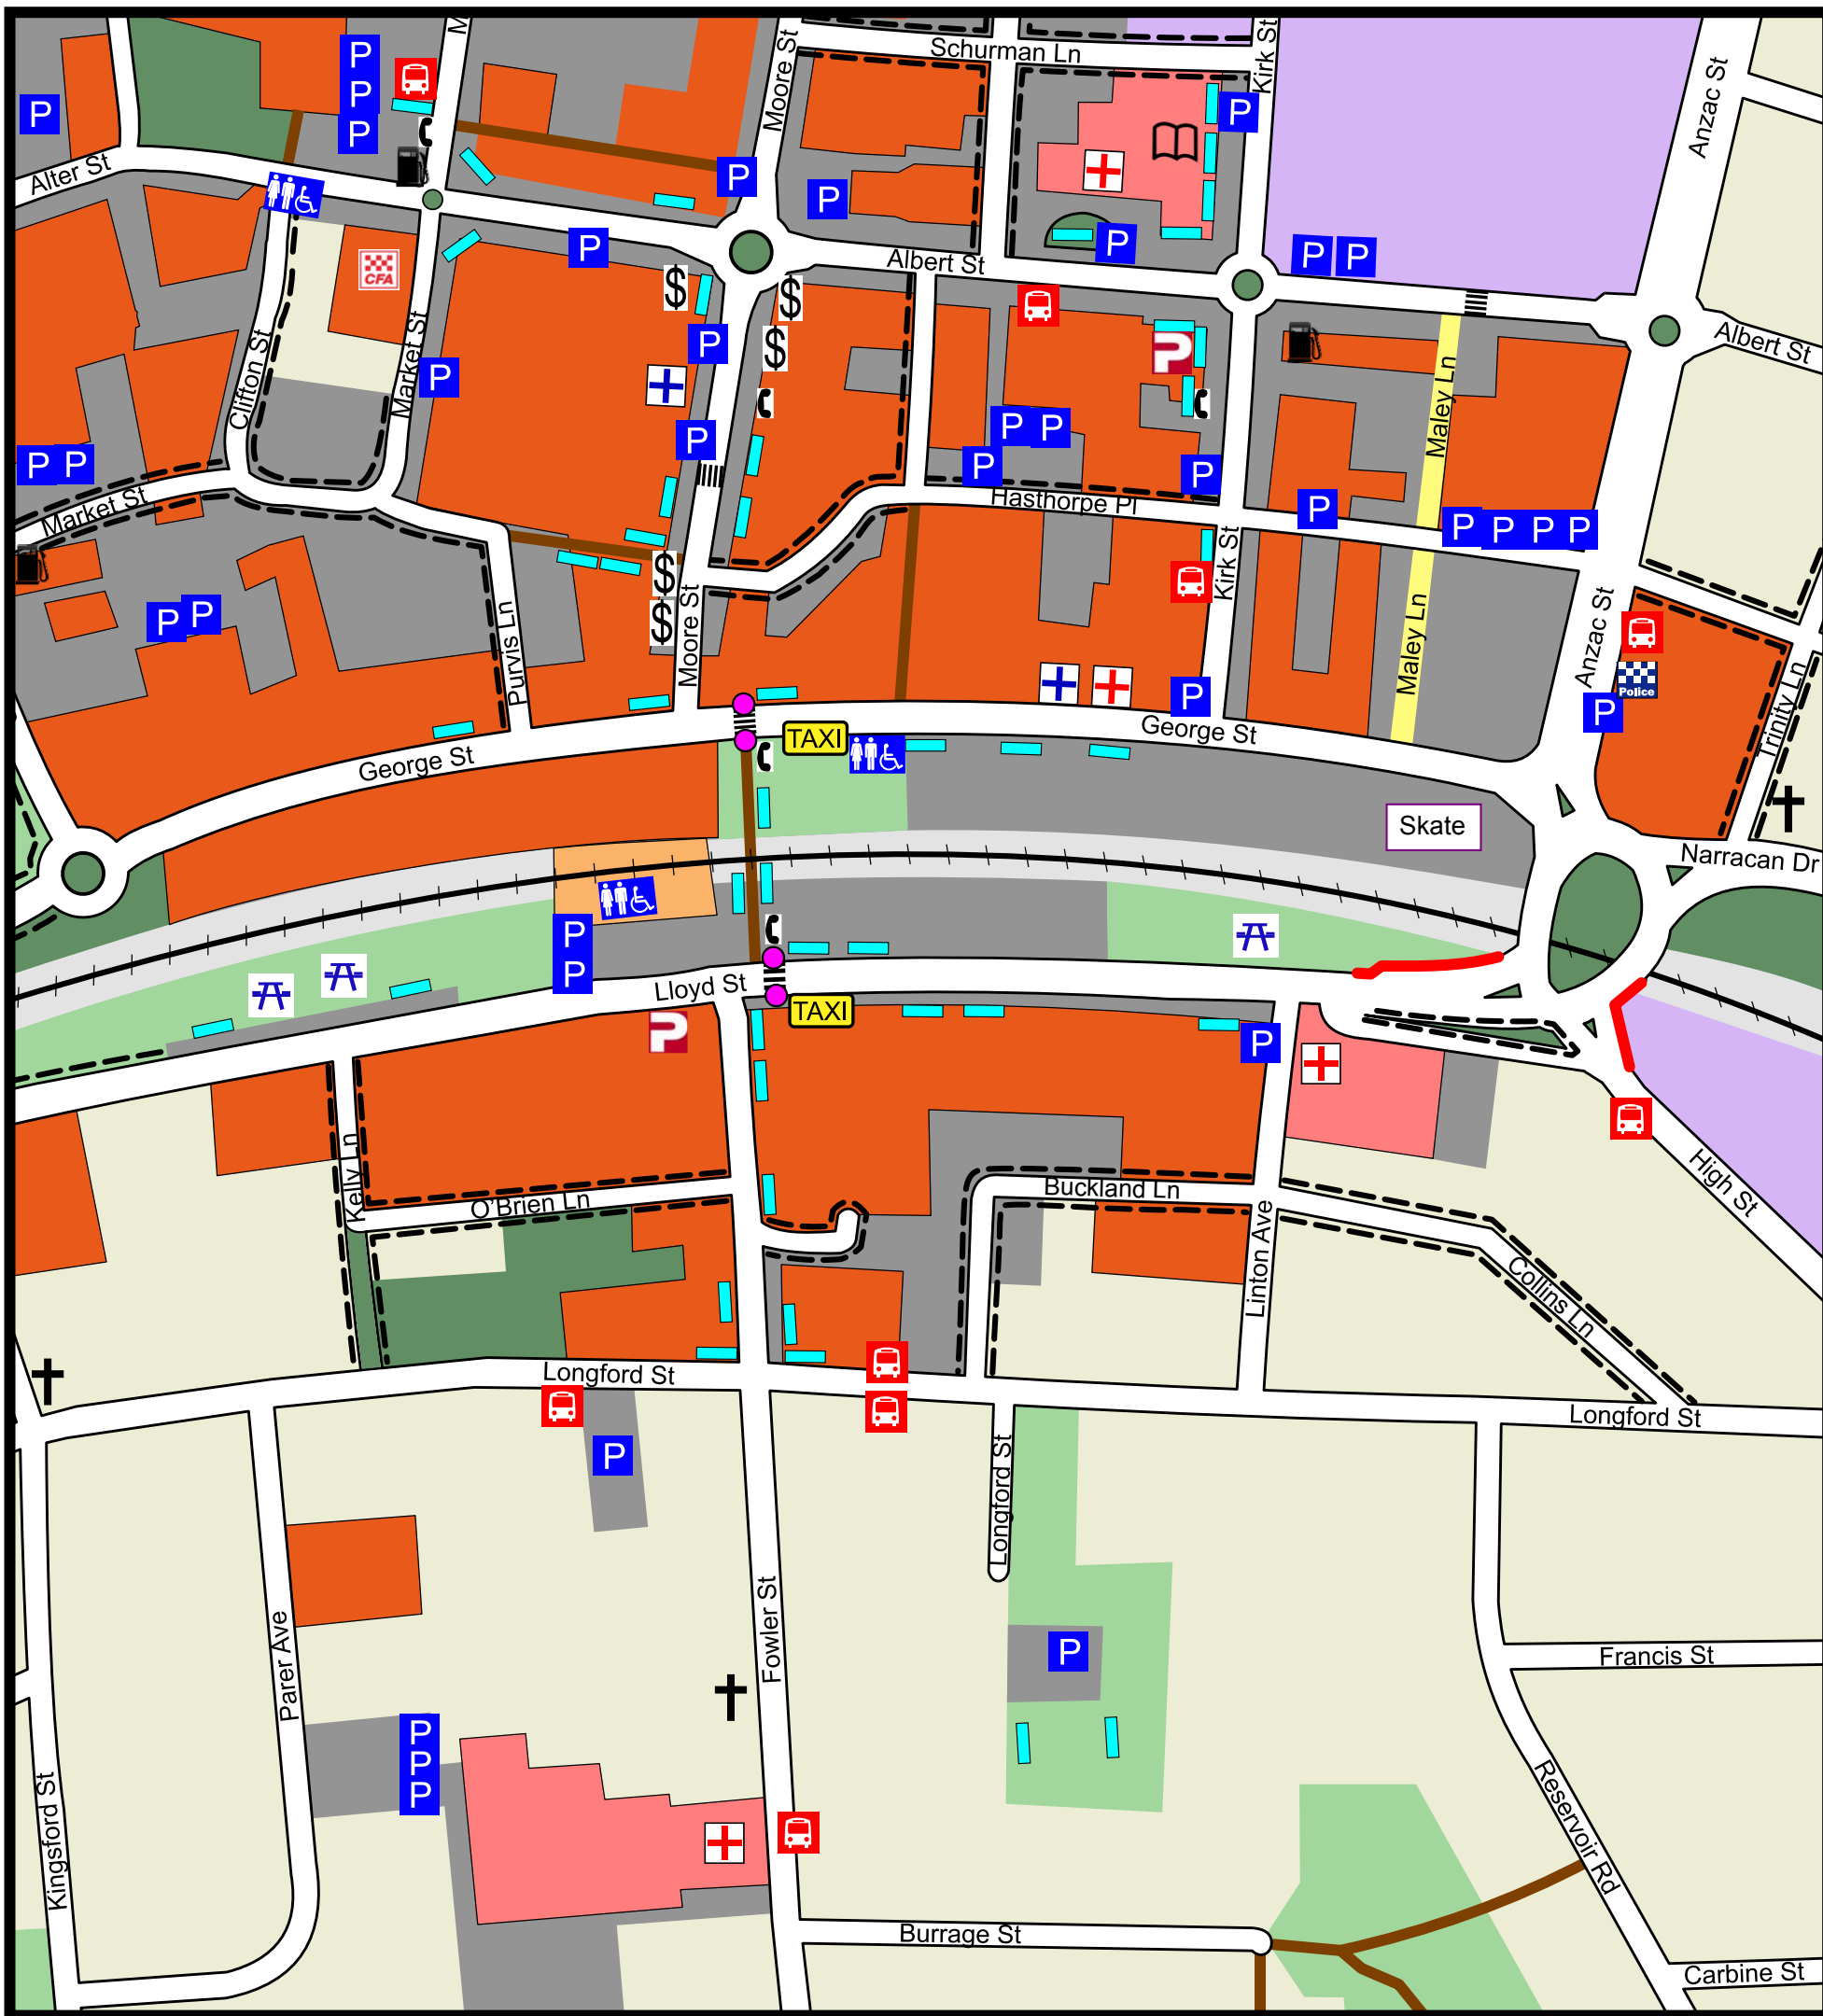 Schurman Ln
Kirk St
Moore St
M
Anzac St
P
P
P
P
P
P
P
P
Alter St
CFA
Albert St
P
P
P P
Albert St
$
$
$
P
P
Clifton St
Market St
Maley Ln
P P
P
P
P
P P
P
Market St
Hasthorpe Pl
P
P P P P
Kirk St
$
$
Moore St
Purvis Ln
P P
Maley Ln
Anzac St
Police
P
P
Trinity Ln
George St
TAXI
George St
Skate
Narracan Dr
P
P
Lloyd St
TAXI
P
P
P
Kelly Ln
O'Brien Ln
Buckland Ln
Linton Ave
High St
Collins Ln
Longford St
Longford St
P
Longford St
Fowler St
Parer Ave
P
Francis St
P
P
P
Kingsford St
Reservoir Rd
Burrage St
Carbine St